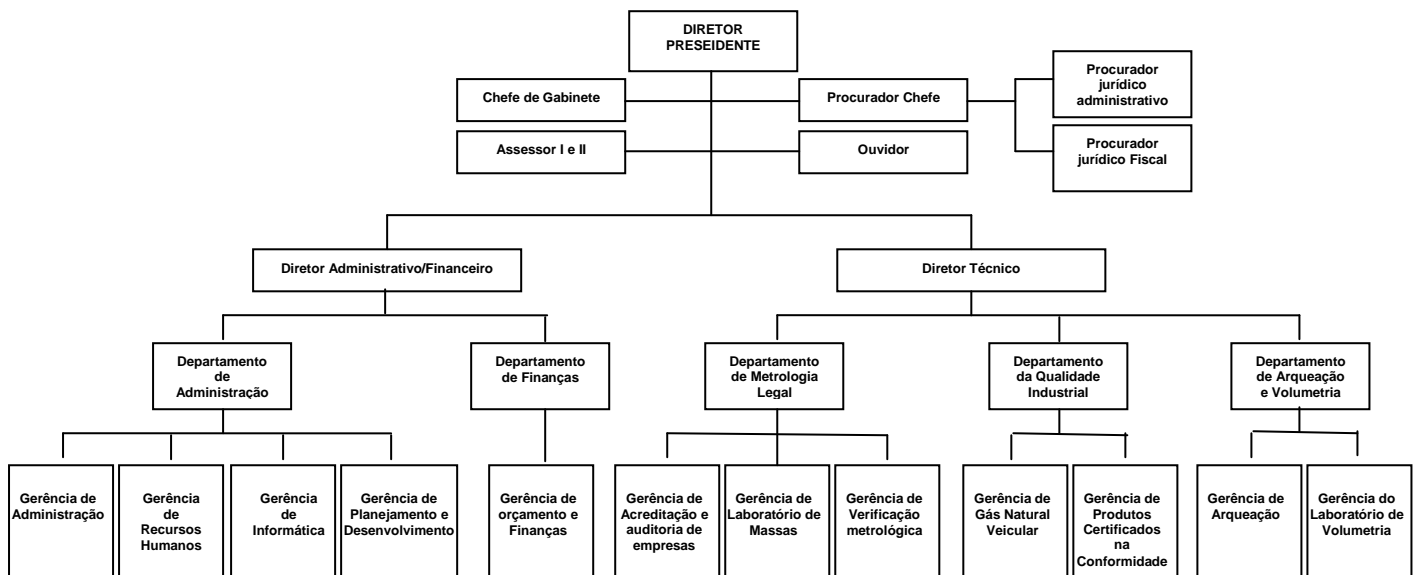 DIRETOR
PRESEIDENTE
Chefe de Gabinete
Procurador Chefe
Procurador
jurídico
administrativo
Assessor I e II
Ouvidor
Procurador
jurídico Fiscal
Diretor Administrativo/Financeiro
Diretor Técnico
Departamento
de
Administração
Departamento
de Finanças
Departamento
de Metrologia
Legal
Departamento
da Qualidade
Industrial
Departamento
de Arqueação
e Volumetria
Gerência de
Administração
Gerência
de
Recursos
Humanos
Gerência
de
Informática
Gerência de
Planejamento e
Desenvolvimento
Gerência de
orçamento e
Finanças
Gerência de
Acreditação e
auditoria de
empresas
Gerência de
Laboratório de
Massas
Gerência de
Verificação
metrológica
Gerência de
Gás Natural
Veicular
Gerência de
Produtos
Certificados
na
Conformidade
Gerência de
Arqueação
Gerência do
Laboratório de
Volumetria